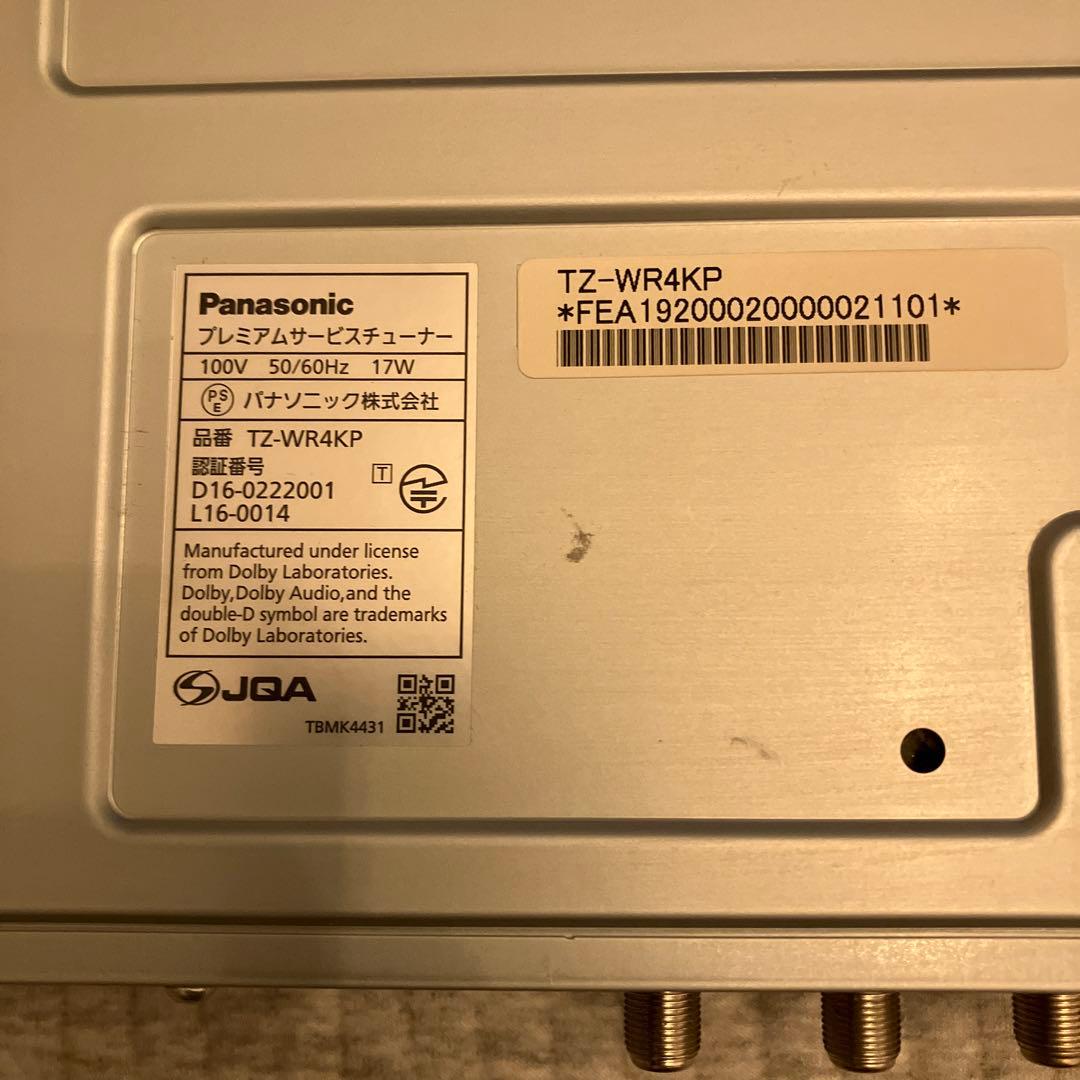 Panasonic
プレミアムサービスチューナー
100V 50/60Hz 17W
PSE パナソニック株式会社
品番 TZ-WR4KP
認証番号
D16-0222001
L16-0014
T
Manufactured under license
from Dolby Laboratories.
Dolby,Dolby Audio,and the
double-D symbol are trademarks
of Dolby Laboratories.
JQA
TBMK4431
TZ-WR4KP
*FEA19200020000021101*